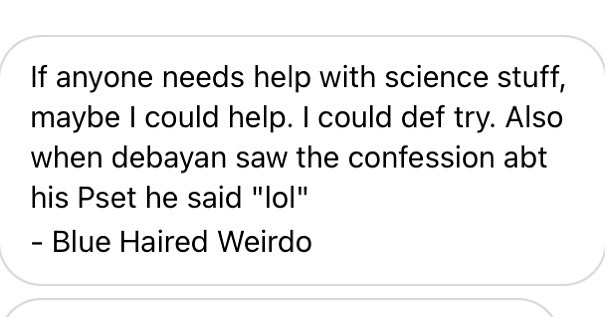 If anyone needs help with science stuff,
maybe I could help. I could def try. Also
when debayan saw the confession abt
his Pset he said "lol"
- Blue Haired Weirdo